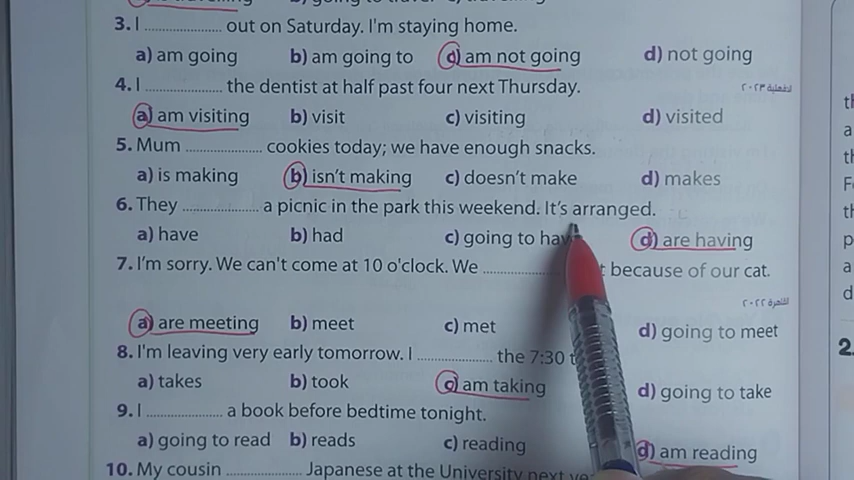 3. I ..................... out on Saturday. I'm staying home.
a) am going b) am going to c) am not going d) not going
4. I ..................... the dentist at half past four next Thursday.
a) am visiting b) visit c) visiting d) visited
5. Mum ..................... cookies today; we have enough snacks.
a) is making b) isn't making c) doesn't make d) makes
6. They ..................... a picnic in the park this weekend. It's arranged.
a) have b) had c) going to have d) are having
7. I'm sorry. We can't come at 10 o'clock. We ..................... because of our cat.
القاهرة ٢٠٢٢
a) are meeting b) meet c) met d) going to meet
8. I'm leaving very early tomorrow. I ..................... the 7:30
a) takes b) took c) am taking d) going to take
9. I ..................... a book before bedtime tonight.
a) going to read b) reads c) reading d) am reading
10. My cousin ..................... Japanese at the University next
2.